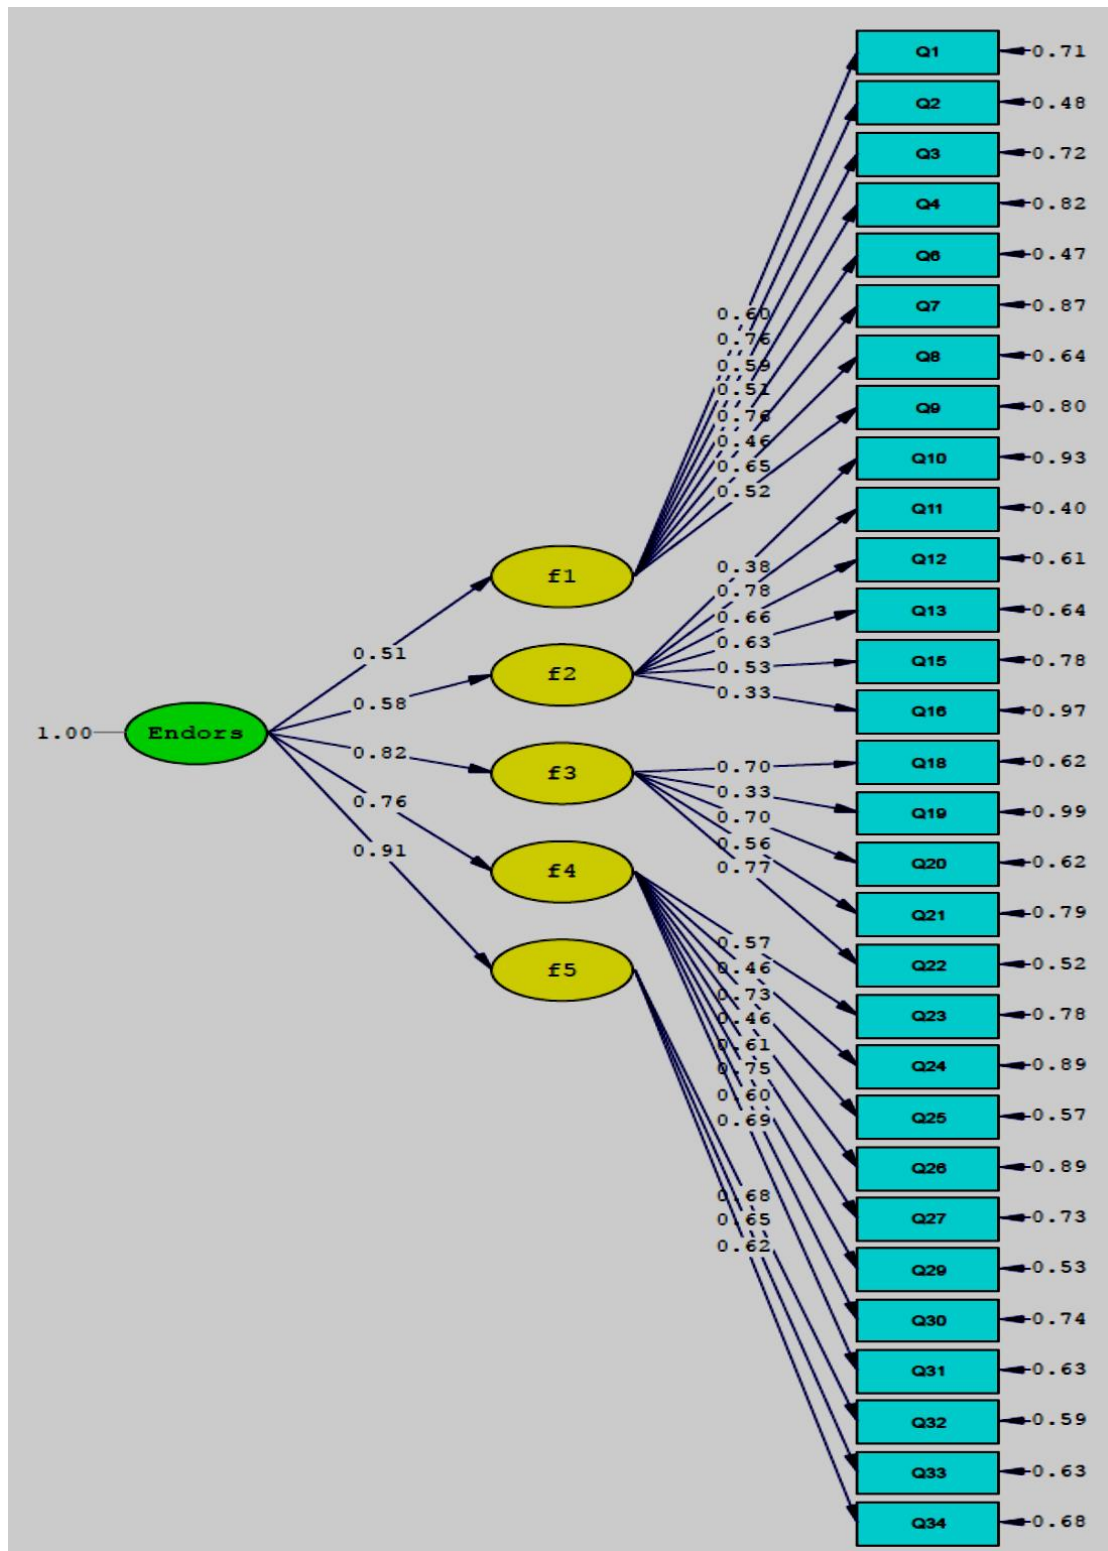 Q1 0.71
Q2 0.48
Q3 0.72
Q4 0.82
Q6 0.47
Q7 0.87
Q8 0.64
Q9 0.80
Q10 0.93
Q11 0.40
Q12 0.61
Q13 0.64
Q15 0.78
Q16 0.97
Q18 0.62
Q19 0.99
Q20 0.62
Q21 0.79
Q22 0.52
Q23 0.78
Q24 0.89
Q25 0.57
Q26 0.89
Q27 0.73
Q29 0.53
Q30 0.74
Q31 0.63
Q32 0.59
Q33 0.63
Q34 0.68
0.60
0.76
0.59
0.51
0.76
0.46
0.65
0.52
0.38
0.78
0.66
0.63
0.53
0.33
0.70
0.33
0.70
0.56
0.77
0.57
0.46
0.73
0.46
0.61
0.75
0.60
0.69
0.68
0.65
0.62
f1
f2
f3
f4
f5
0.51
0.58
0.82
0.76
0.91
1.00 Endors